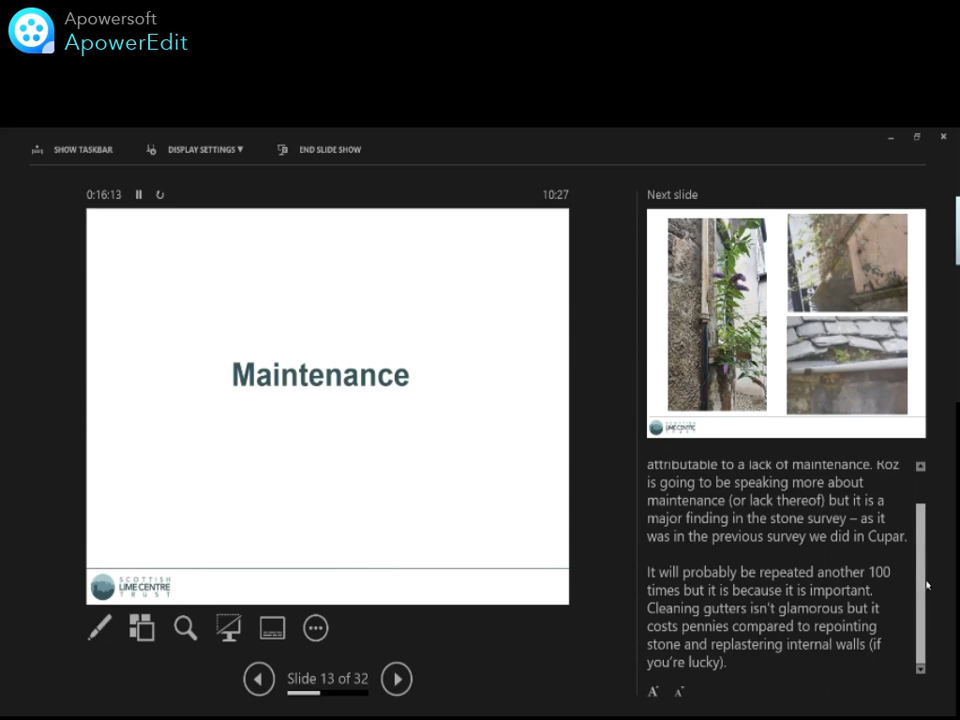 Apowersoft
ApowerEdit
SHOW TASKBAR
DISPLAY SETTINGS ▼
END SLIDE SHOW
0:16:13
10:27
Maintenance
SCOTTISH
LIME CENTRE
TRUST
Slide 13 of 32
Next slide
LIME CENTRE
attributable to a lack of maintenance. Roz
is going to be speaking more about
maintenance (or lack thereof) but it is a
major finding in the stone survey – as it
was in the previous survey we did in Cupar.
It will probably be repeated another 100
times but it is because it is important.
Cleaning gutters isn't glamorous but it
costs pennies compared to repointing
stone and replastering internal walls (if
you're lucky).
A
A